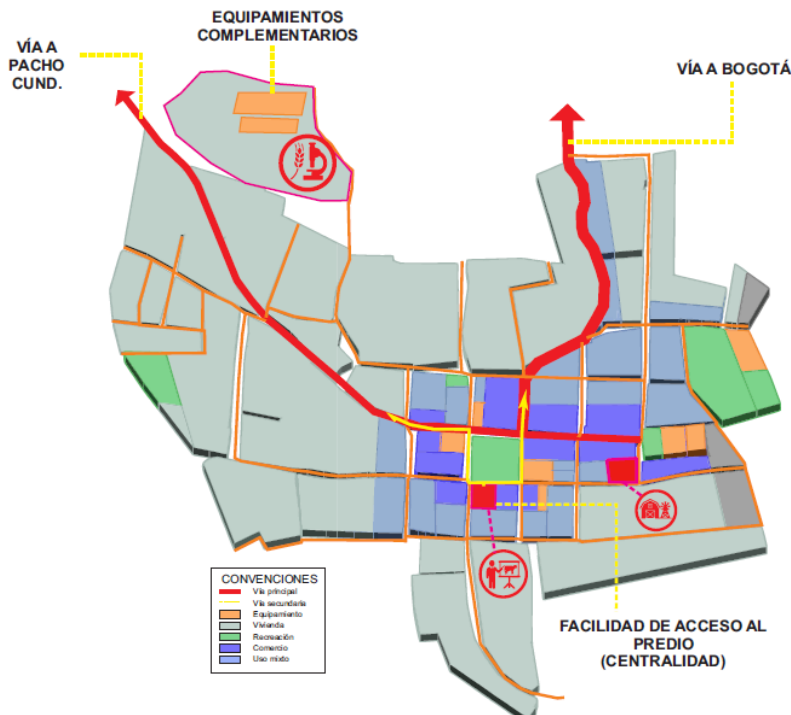 EQUIPAMIENTOS
COMPLEMENTARIOS
VÍA A
PACHO
CUND.
VÍA A BOGOTÁ
CONVENCIONES
Vía principal
Vía secundaria
Equipamiento
Vivienda
Recreación
Comercio
Uso mixto
FACILIDAD DE ACCESO AL
PREDIO
(CENTRALIDAD)